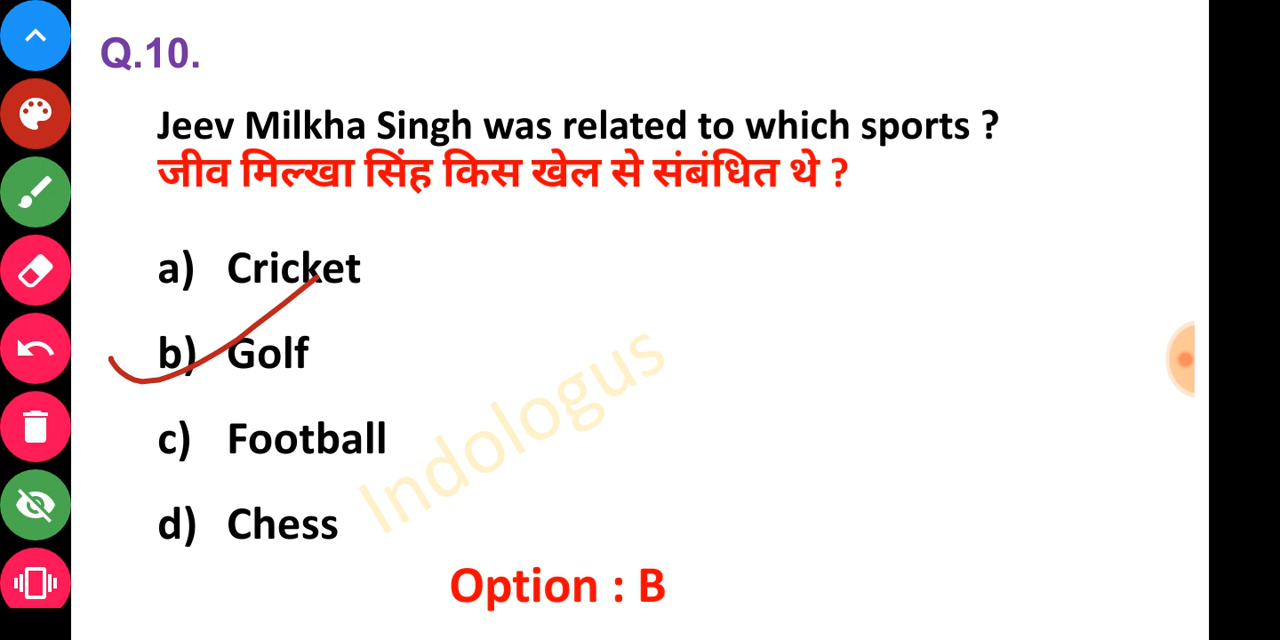 Q.10.
Jeev Milkha Singh was related to which sports ?
जीव मिल्खा सिंह किस खेल से संबंधित थे ?
a) Cricket
b) Golf
c) Football
d) Chess
Indologus
Option : B